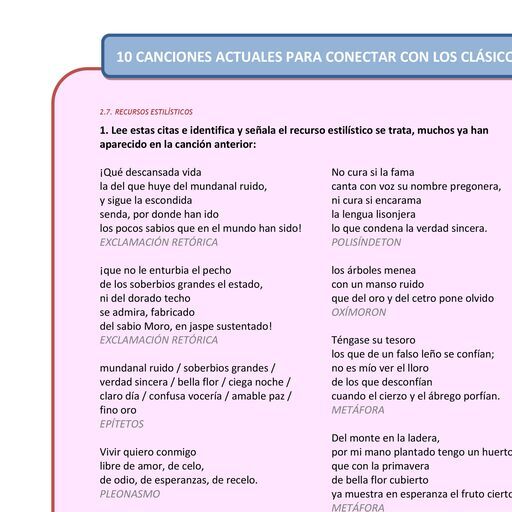 10 CANCIONES ACTUALES PARA CONECTAR CON LOS CLÁSICO
2.7. RECURSOS ESTILÍSTICOS
1. Lee estas citas e identifica y señala el recurso estilístico se trata, muchos ya han
aparecido en la canción anterior:
¡Qué descansada vida
la del que huye del mundanal ruido,
y sigue la escondida
senda, por donde han ido
los pocos sabios que en el mundo han sido!
EXCLAMACIÓN RETÓRICA
¡que no le enturbia el pecho
de los soberbios grandes el estado,
ni del dorado techo
se admira, fabricado
del sabio Moro, en jaspe sustentado!
EXCLAMACIÓN RETÓRICA
mundanal ruido / soberbios grandes /
verdad sincera / bella flor / ciega noche /
claro día / confusa vocería / amable paz /
fino oro
EPÍTETOS
Vivir quiero conmigo
libre de amor, de celo,
de odio, de esperanzas, de recelo.
PLEONASMO
No cura si la fama
canta con voz su nombre pregonera,
ni cura si encarama
la lengua lisonjera
lo que condena la verdad sincera.
POLISÍNDETON
los árboles menea
con un manso ruido
que del oro y del cetro pone olvido
OXÍMORON
Téngase su tesoro
los que de un falso leño se confían;
no es mío ver el lloro
de los que desconfían
cuando el cierzo y el ábrego porfían.
METÁFORA
Del monte en la ladera,
por mi mano plantado tengo un huerto
que con la primavera
de bella flor cubierto
ya muestra en esperanza el fruto cierto
METÁFORA